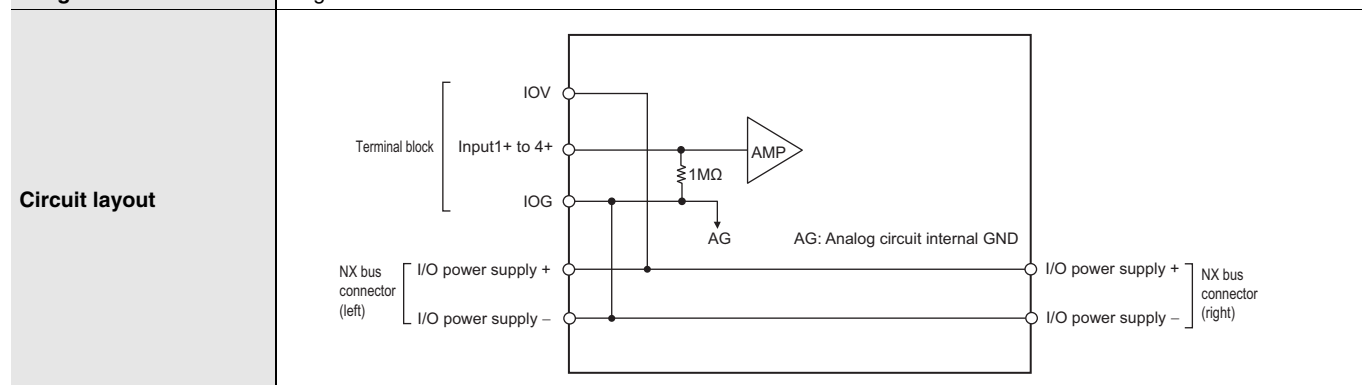 IOV
Terminal block
Input1+ to 4+
AMP
1MΩ
Circuit layout
IOG
AG
AG: Analog circuit internal GND
NX bus
connector
(left)
I/O power supply +
I/O power supply –
I/O power supply +
I/O power supply –
NX bus
connector
(right)